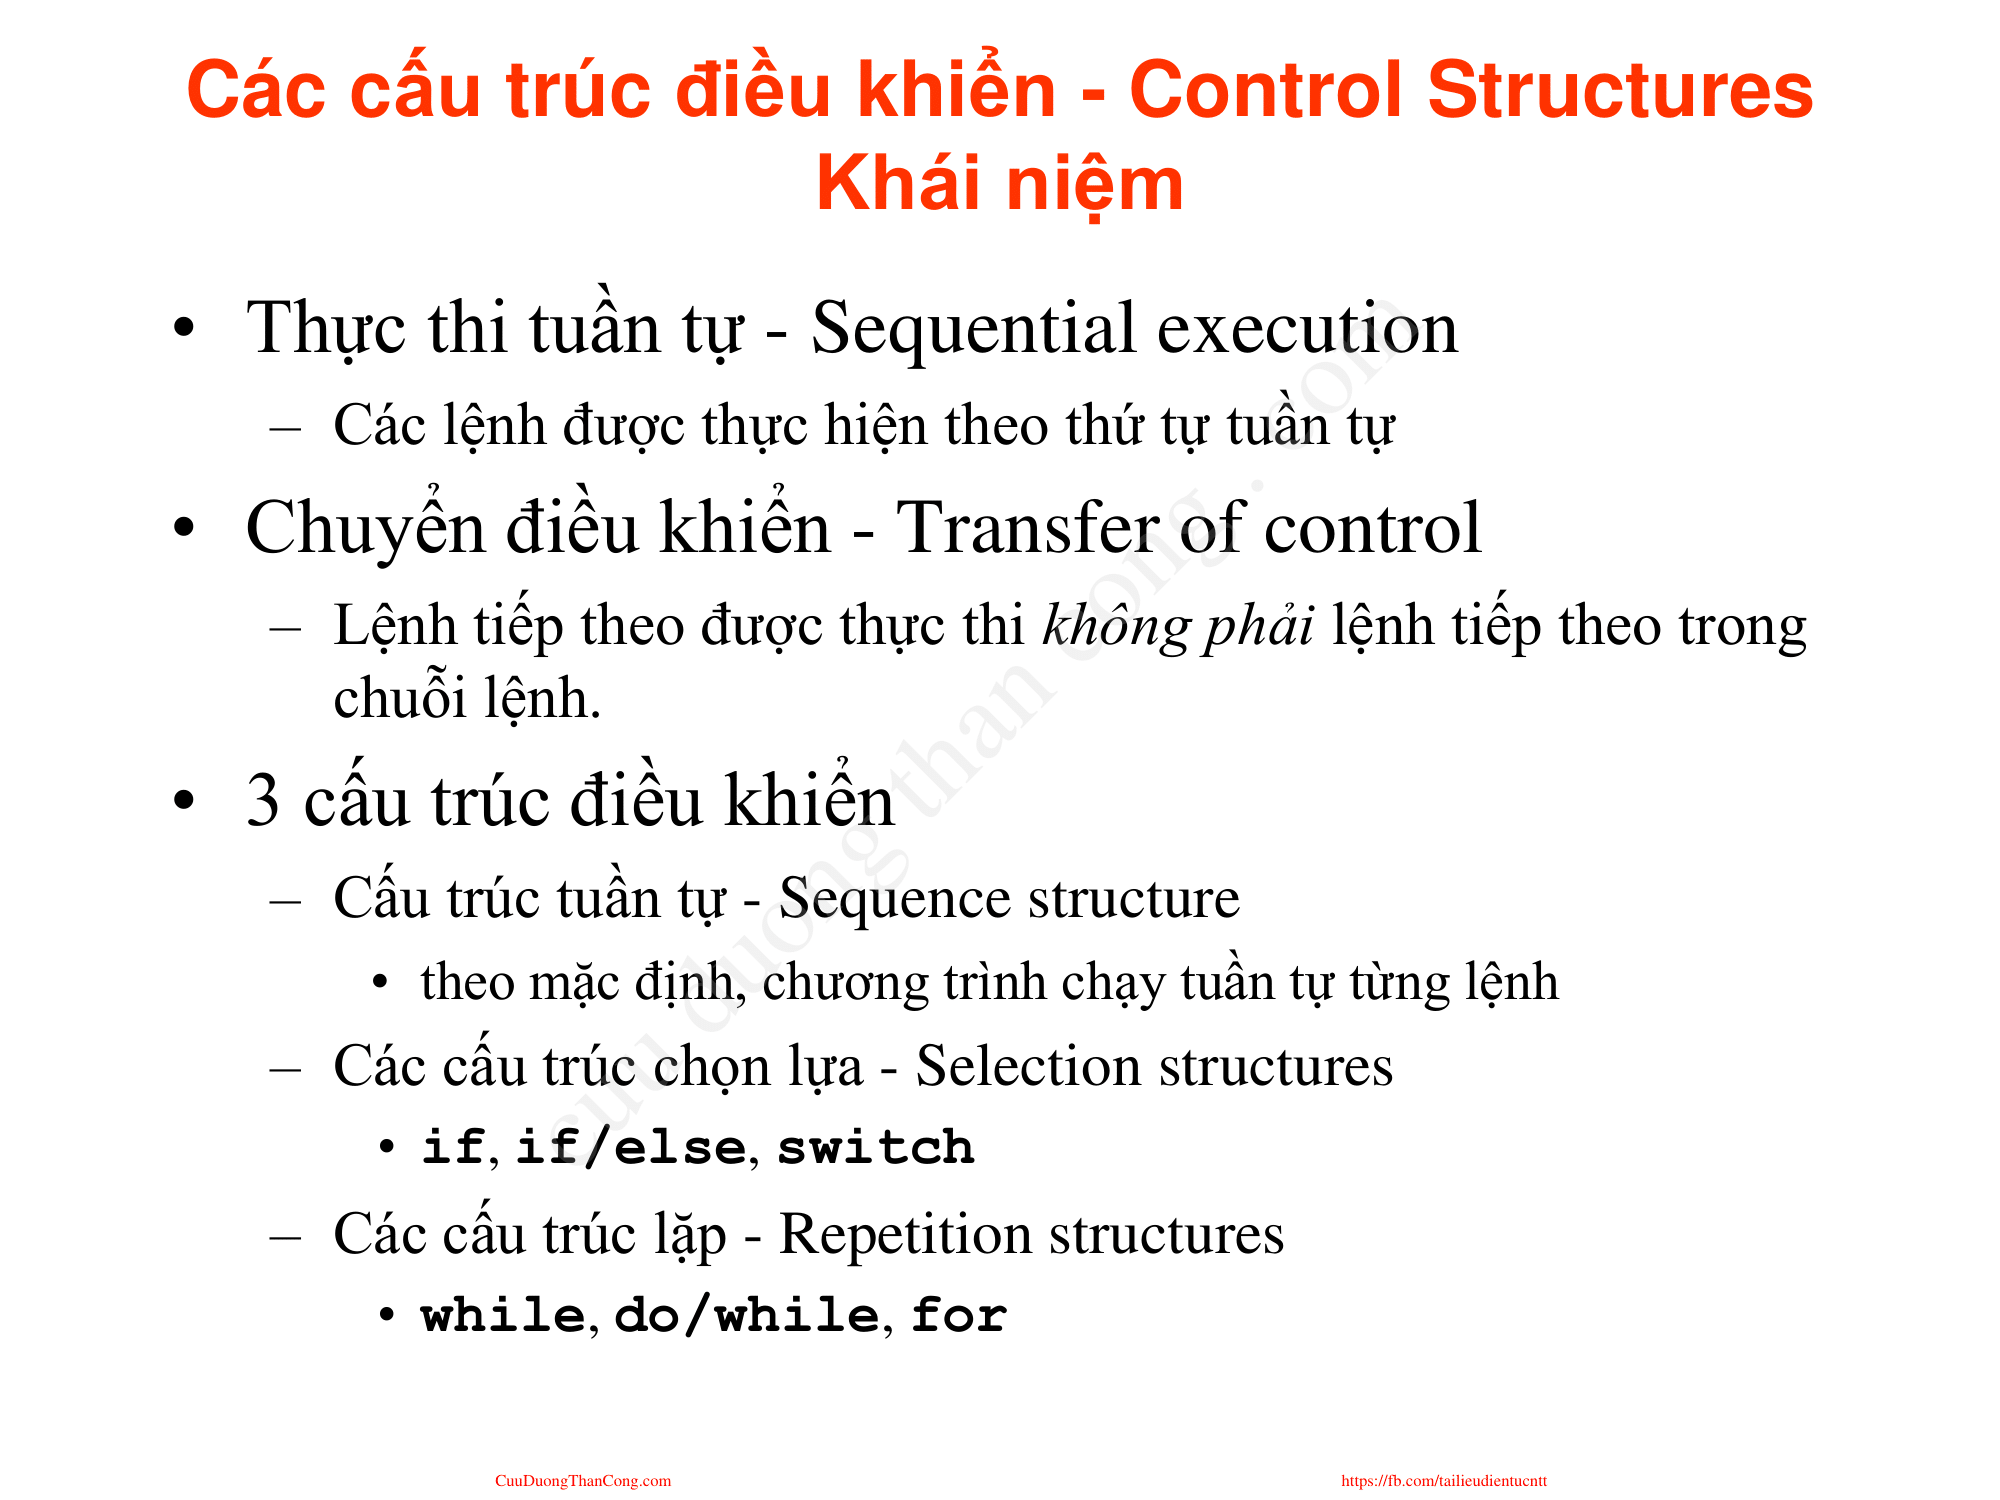 Các cấu trúc điều khiển - Control Structures
Khái niệm
• Thực thi tuần tự - Sequential execution
– Các lệnh được thực hiện theo thứ tự tuần tự
• Chuyển điều khiển - Transfer of control
– Lệnh tiếp theo được thực thi không phải lệnh tiếp theo trong
chuỗi lệnh.
• 3 cấu trúc điều khiển
– Cấu trúc tuần tự - Sequence structure
• theo mặc định, chương trình chạy tuần tự từng lệnh
– Các cấu trúc chọn lựa - Selection structures
• if, if/else, switch
– Các cấu trúc lặp - Repetition structures
• while, do/while, for
cuu duong than cong . com
CuuDuongThanCong.com
https://fb.com/tailieudientucntt